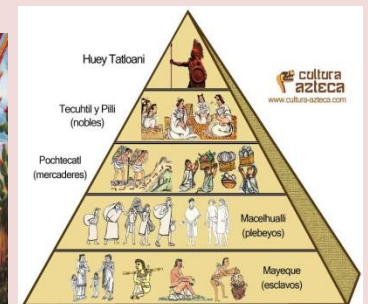 Huey Tatloani
cultura
azteca
www.cultura-azteca.com
Tecuhtil y Pilli
(nobles)
Pochtecatl
(mercaderes)
Macelhualli
(plebeyos)
Mayeque
(esclavos)